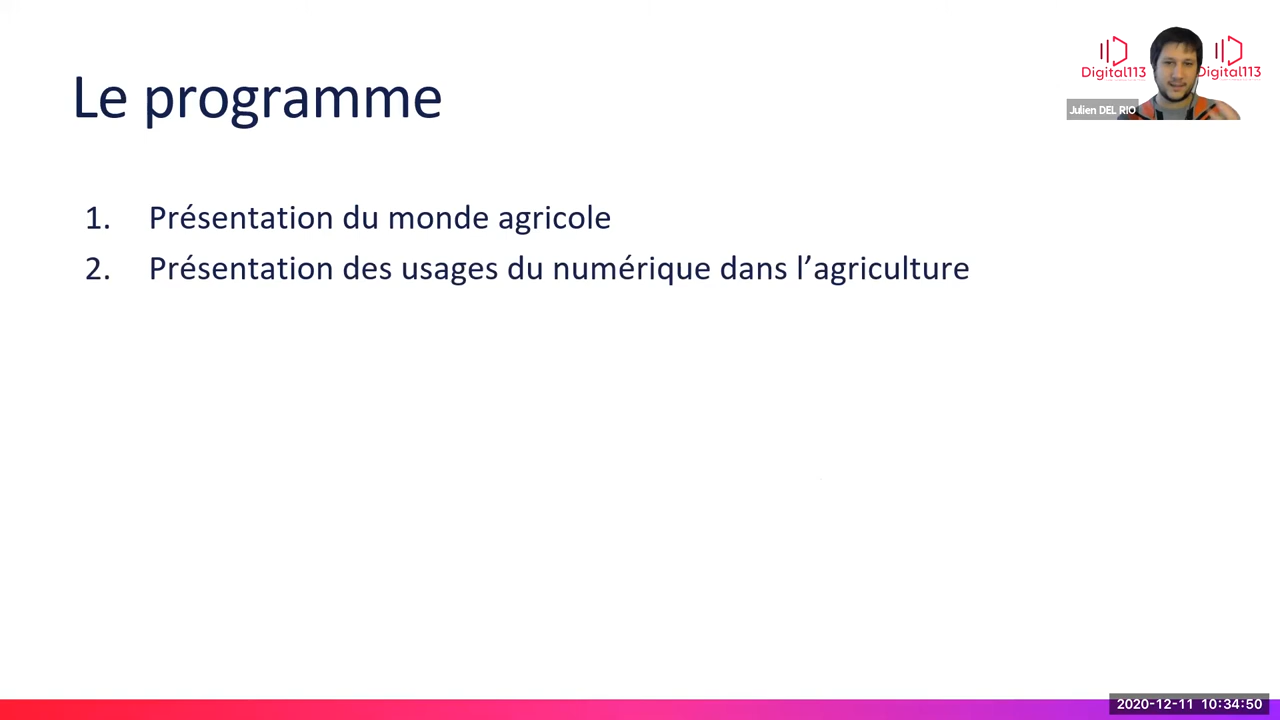 Le programme
Digital113
Digital113
Julien DEL RIO
1. Présentation du monde agricole
2. Présentation des usages du numérique dans l’agriculture
2020-12-11 10:34:50